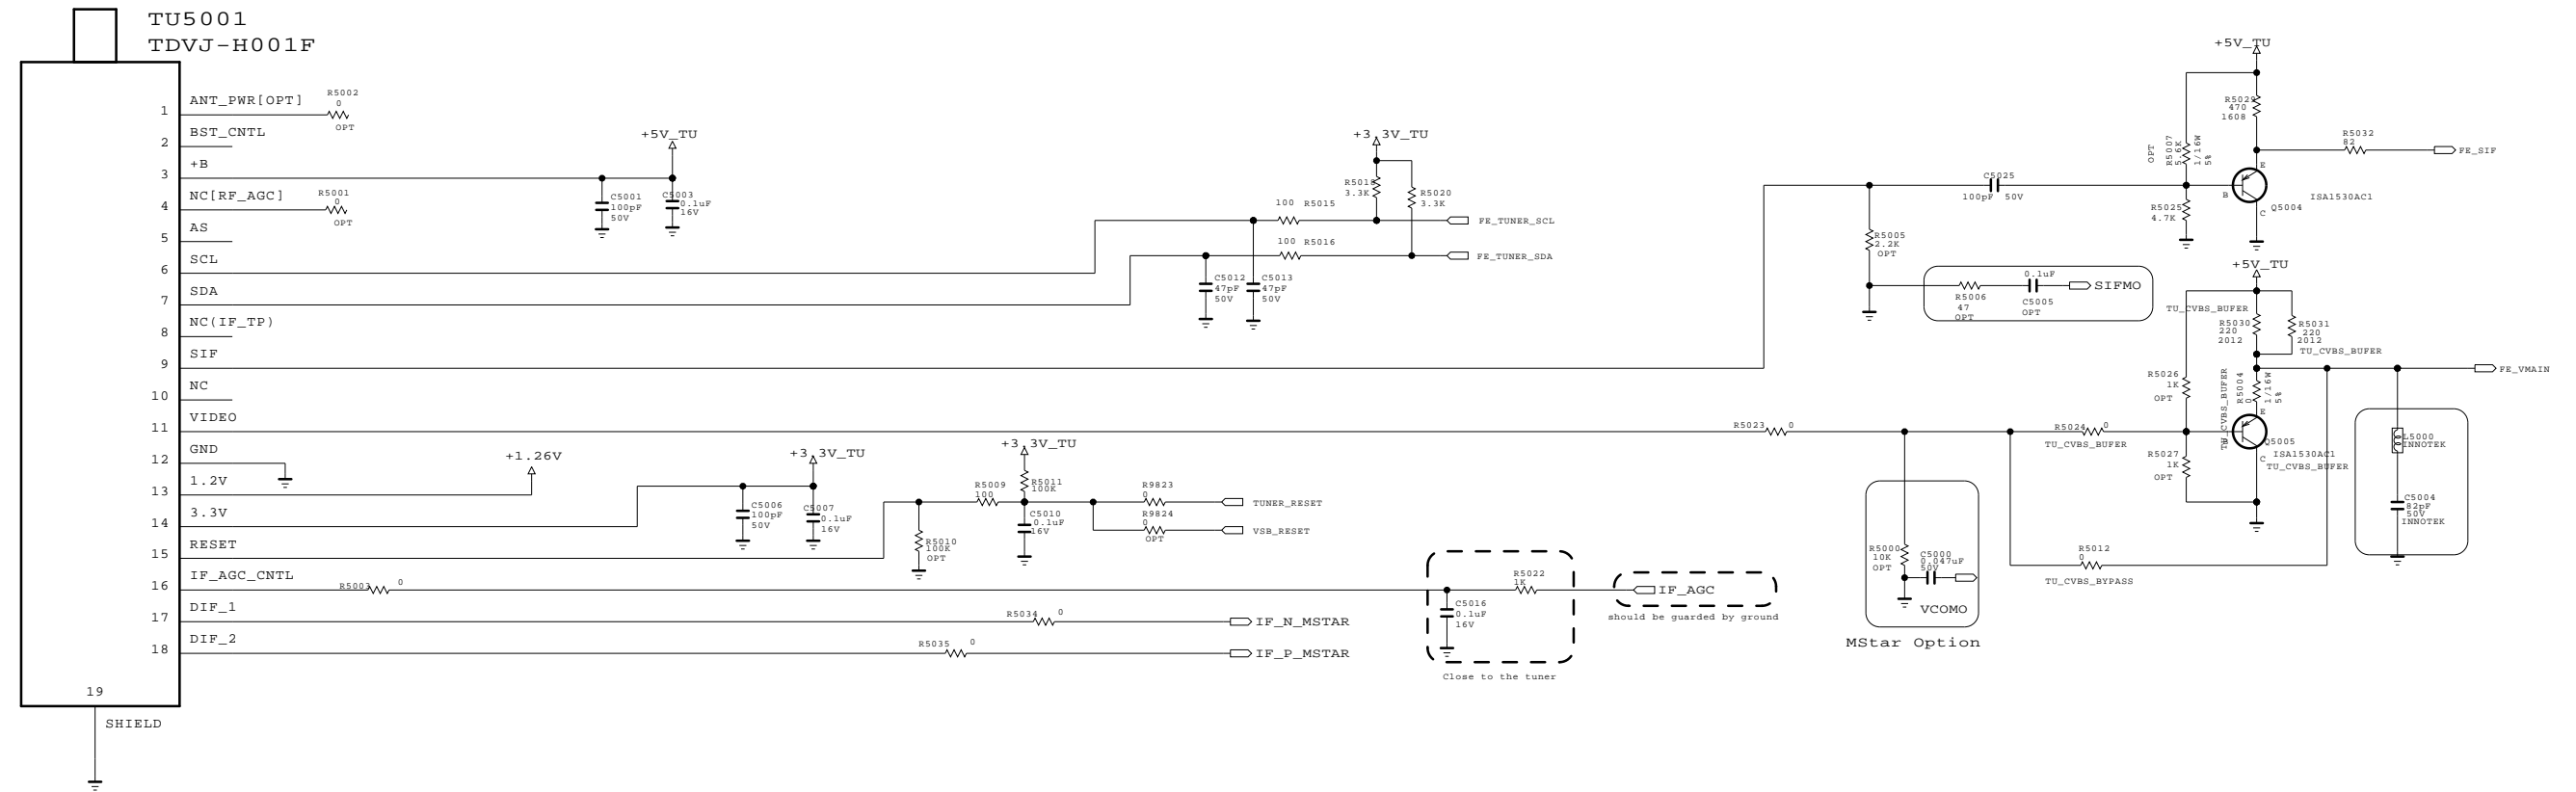 TU5001
TDVJ-H001F
1 ANT_PWR[OPT]
R5002
0
OPT
2 BST_CNTL
3 +B
+5V_TU
C5001
100pF
50V
C5003
0.1uF
16V
4 NC[RF_AGC]
R5001
0
OPT
5 AS
6 SCL
7 SDA
8 NC(IF_TP)
9 SIF
10 NC
11 VIDEO
12 GND
13 1.2V
+1.26V
14 3.3V
15 RESET
16 IF_AGC_CNTL
R5003 0
17 DIF_1
18 DIF_2
19
SHIELD
+3.3V_TU
R5018
3.3K
R5020
3.3K
100 R5015
FE_TUNER_SCL
100 R5016
FE_TUNER_SDA
C5012
47pF
50V
C5013
47pF
50V
+3.3V_TU
C5006
100pF
50V
C5007
0.1uF
16V
+3.3V_TU
R5009
100
R5011
100K
R5010
100K
OPT
C5010
0.1uF
16V
R9823
0
TUNER_RESET
R9824
0
OPT
VSB_RESET
R5034 0
IF_N_MSTAR
R5035 0
IF_P_MSTAR
C5016
0.1uF
16V
R5022
1K
Close to the tuner
IF_AGC
should be guarded by ground
+5V_TU
R5029
470
1608
OPT
R5007
5.6K
1/16W
5%
R5032
82
FE_SIF
C5025
100pF 50V
R5025
4.7K
E
B
C
ISA1530AC1
Q5004
R5005
2.2K
OPT
R5006
47
OPT
0.1uF
C5005
OPT
SIFMO
+5V_TU
TU_CVBS_BUFER
R5030
220
2012
R5031
220
2012
TU_CVBS_BUFER
R5026
1K
OPT
TU_CVBS_BUFER
R5004
0
1/16W
5%
FE_VMAIN
R5023 0
R5024 0
TU_CVBS_BUFER
E
B
C
Q5005
ISA1530AC1
TU_CVBS_BUFER
R5027
1K
OPT
L5000
INNOTEK
C5004
82pF
50V
INNOTEK
R5012
0
TU_CVBS_BYPASS
R5000
10K
OPT
C5000
0.047uF
50V
VCOMO
MStar Option